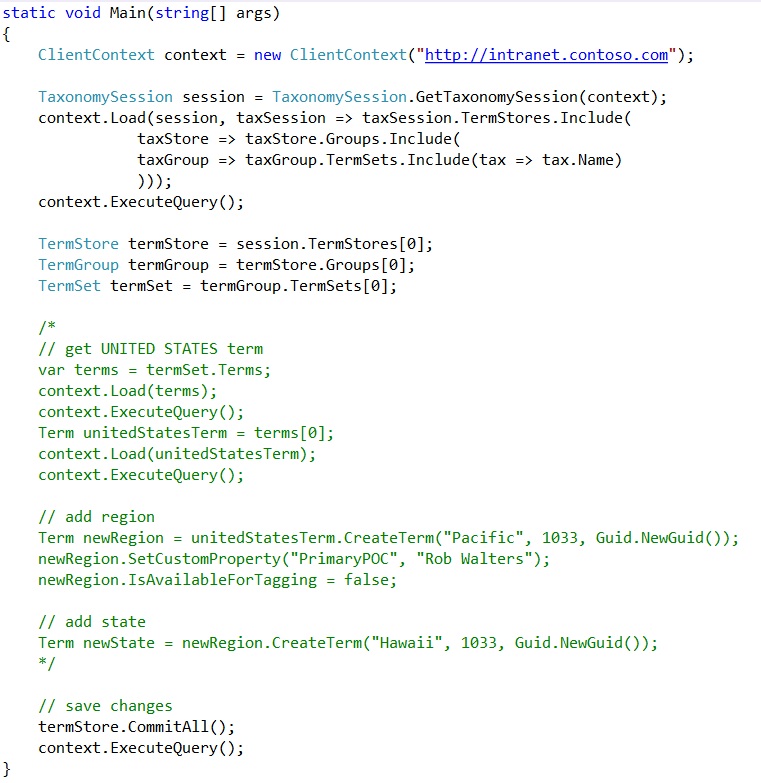 static void Main(string[] args)
{
    ClientContext context = new ClientContext("http://intranet.contoso.com");

    TaxonomySession session = TaxonomySession.GetTaxonomySession(context);
    context.Load(session, taxSession => taxSession.TermStores.Include(
               taxStore => taxStore.Groups.Include(
               taxGroup => taxGroup.TermSets.Include(tax => tax.Name)
               )));
    context.ExecuteQuery();

    TermStore termStore = session.TermStores[0];
    TermGroup termGroup = termStore.Groups[0];
    TermSet termSet = termGroup.TermSets[0];

    /*
    // get UNITED STATES term
    var terms = termSet.Terms;
    context.Load(terms);
    context.ExecuteQuery();
    Term unitedStatesTerm = terms[0];
    context.Load(unitedStatesTerm);
    context.ExecuteQuery();

    // add region
    Term newRegion = unitedStatesTerm.CreateTerm("Pacific", 1033, Guid.NewGuid());
    newRegion.SetCustomProperty("PrimaryPOC", "Rob Walters");
    newRegion.IsAvailableForTagging = false;

    // add state
    Term newState = newRegion.CreateTerm("Hawaii", 1033, Guid.NewGuid());
    */

    // save changes
    termStore.CommitAll();
    context.ExecuteQuery();
}